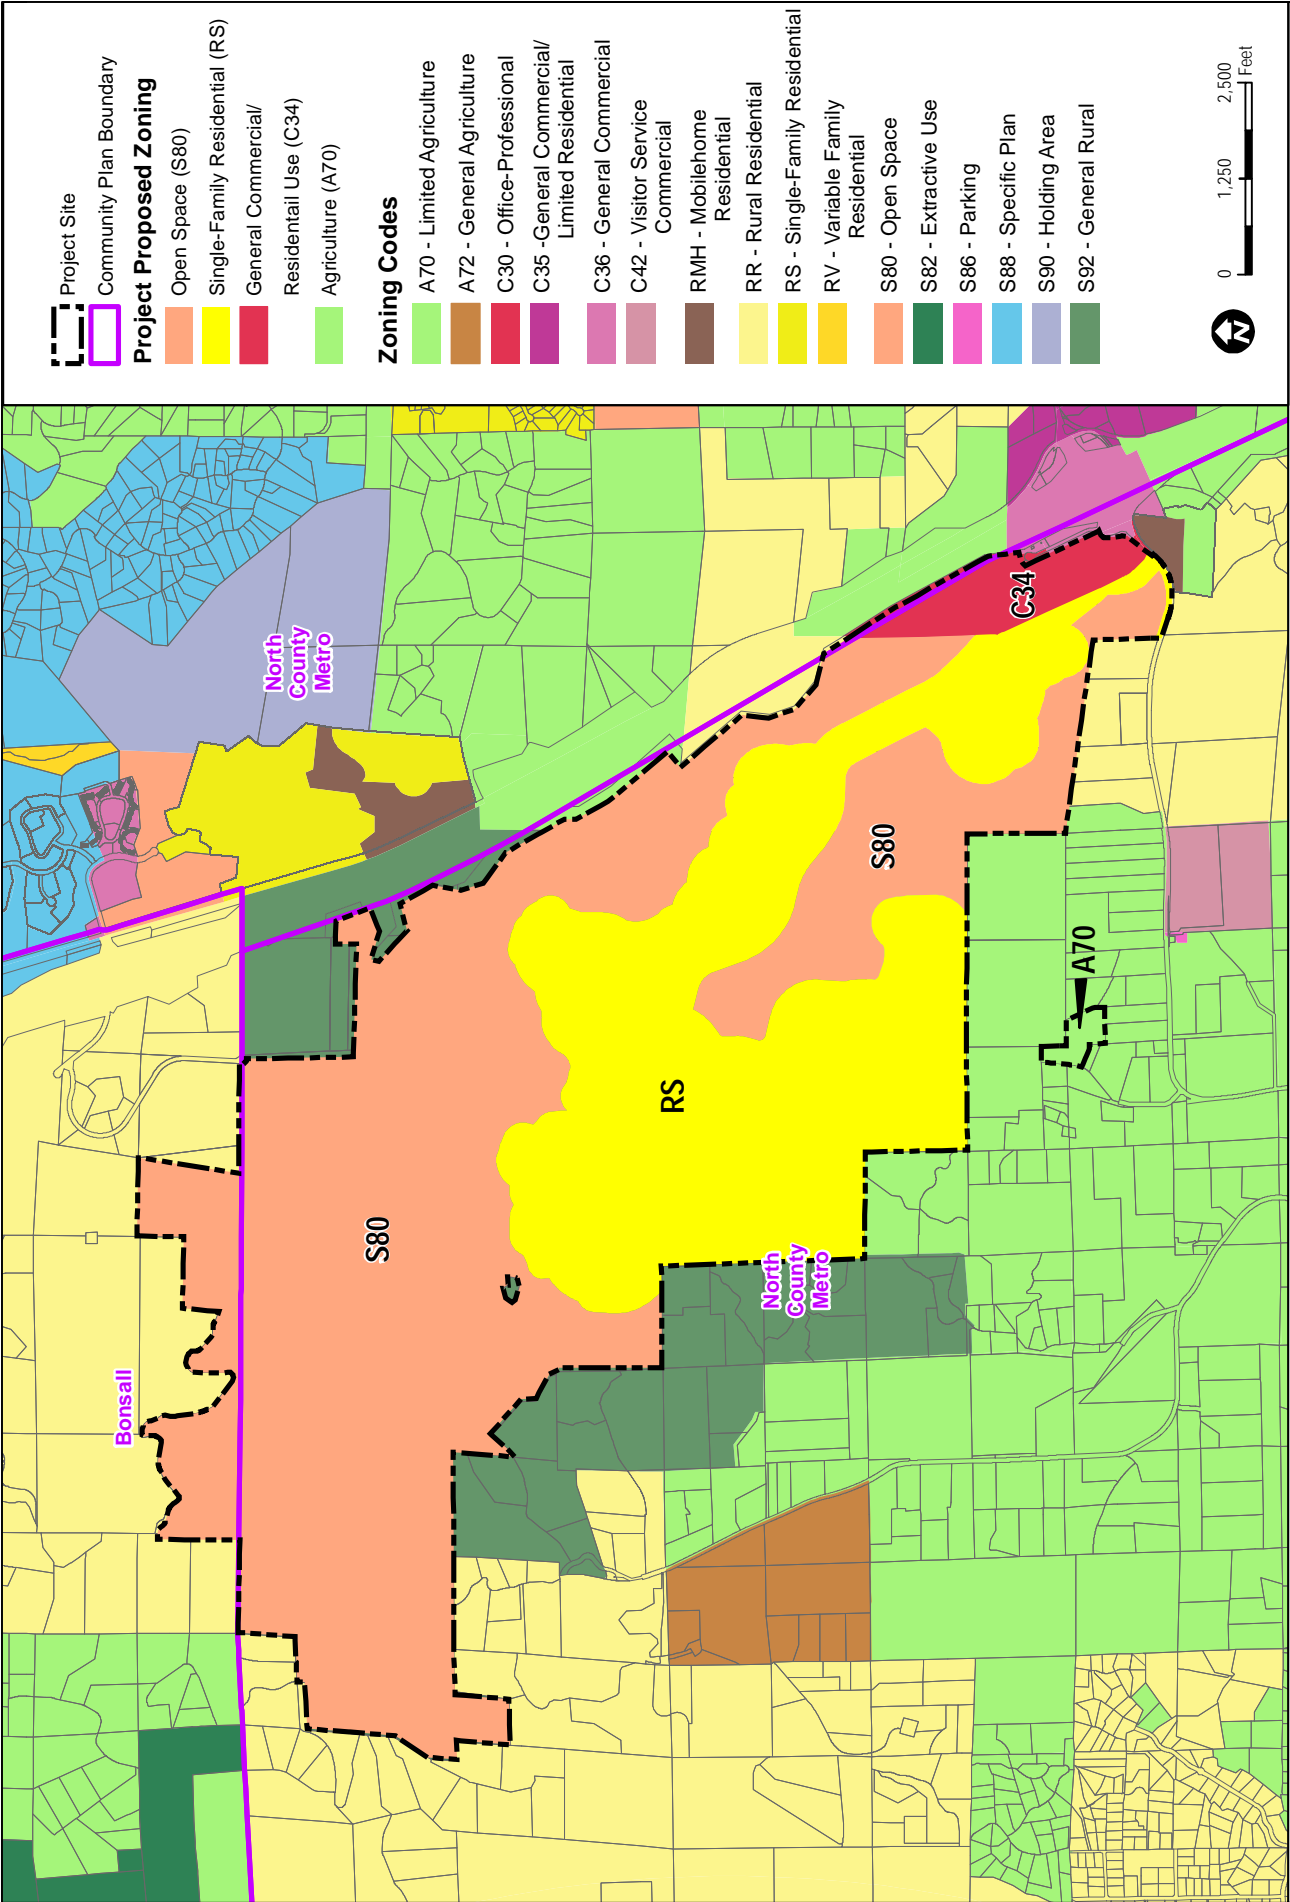 Project Site
Community Plan Boundary
Project Proposed Zoning
Open Space (S80)
Single-Family Residential (RS)
General Commercial/
Residentail Use (C34)
Agriculture (A70)
Zoning Codes
A70 - Limited Agriculture
A72 - General Agriculture
C30 - Office-Professional
C35 -General Commercial/
Limited Residential
C36 - General Commercial
C42 - Visitor Service
Commercial
RMH - Mobilehome
Residential
RR - Rural Residential
RS - Single-Family Residential
RV - Variable Family
Residential
S80 - Open Space
S82 - Extractive Use
S86 - Parking
S88 - Specific Plan
S90 - Holding Area
S92 - General Rural
N
0 1,250 2,500
Feet
Bonsall
North
County
Metro
S80
RS
S80
C34
North
County
Metro
A70